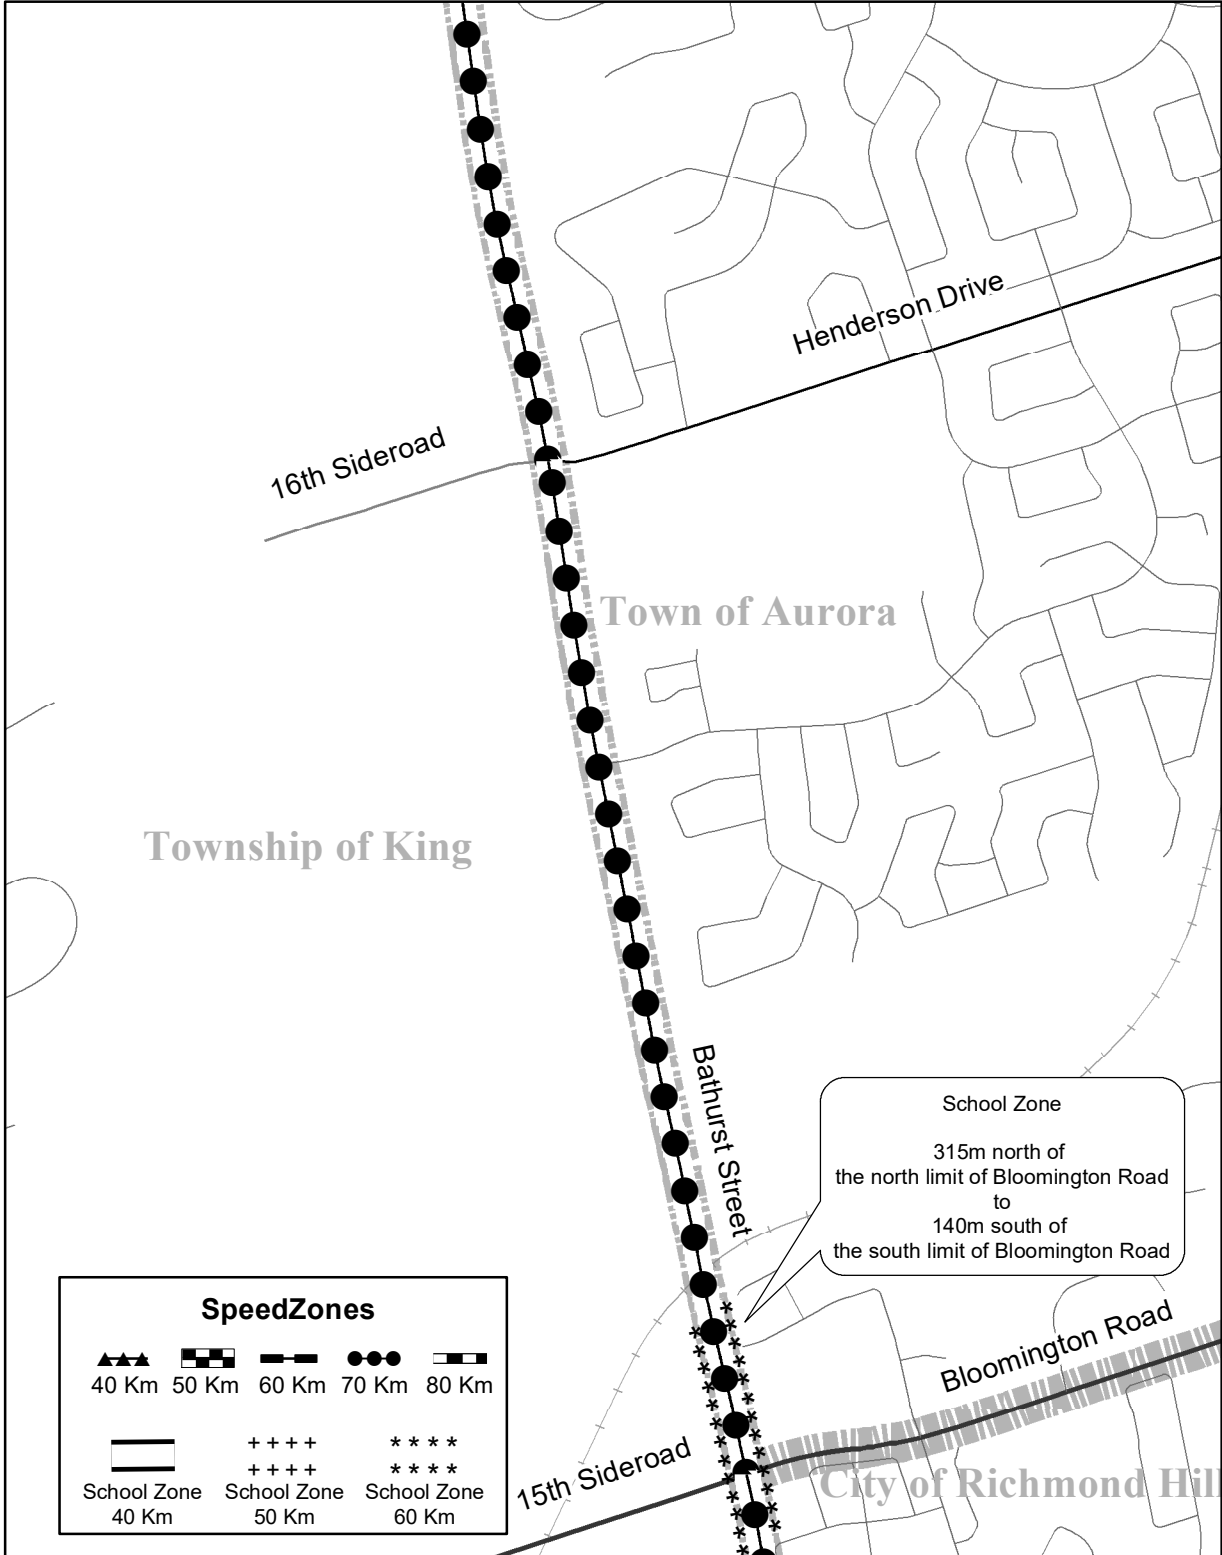 Henderson Drive
16th Sideroad
Town of Aurora
Township of King
Bathurst Street
School Zone
315m north of
the north limit of Bloomington Road
to
140m south of
the south limit of Bloomington Road
SpeedZones
40 Km 50 Km 60 Km 70 Km 80 Km
School Zone School Zone School Zone
40 Km 50 Km 60 Km
Bloomington Road
15th Sideroad
City of Richmond Hill